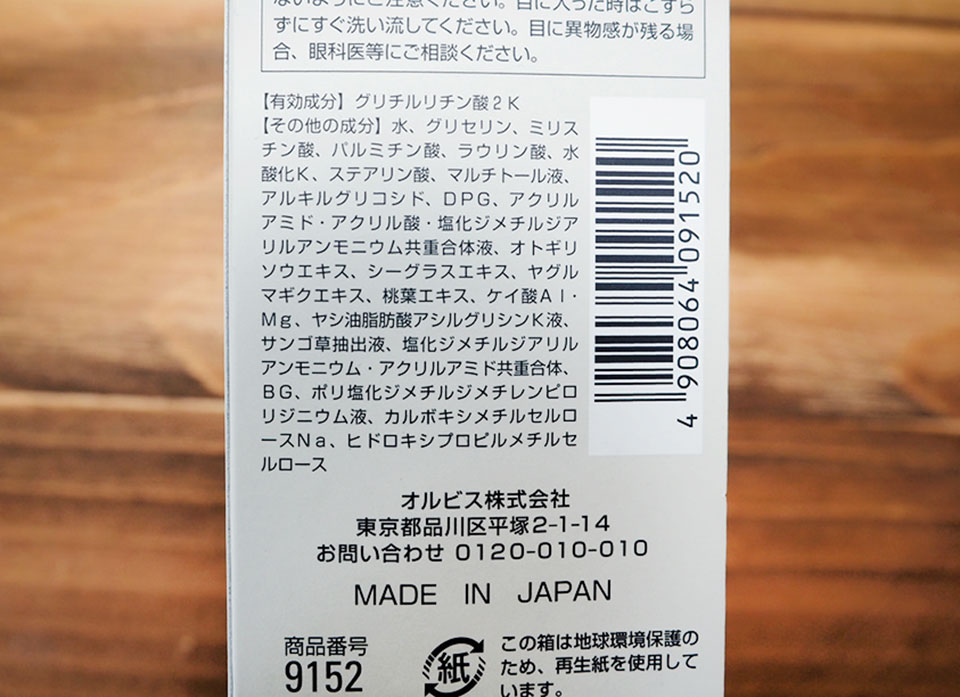 ないようにご注意ください。目に入った時はこすら
ずにすぐ洗い流してください。目に異物感が残る場
合、眼科医等にご相談ください。
【有効成分】グリチルリチン酸2K
【その他の成分】水、グリセリン、ミリス
チン酸、パルミチン酸、ラウリン酸、水
酸化K、ステアリン酸、マルチトール液、
アルキルグリコシド、DPG、アクリル
アミド・アクリル酸・塩化ジメチルジア
リルアンモニウム共重合体液、オトギリ
ソウエキス、シーグラスエキス、ヤグル
マギクエキス、桃葉エキス、ケイ酸Al・
Mg、ヤシ油脂肪酸アシルグリシンK液、
サンゴ草抽出液、塩化ジメチルジアリル
アンモニウム・アクリルアミド共重合体、
BG、ポリ塩化ジメチルジメチレンピロ
リジニウム液、カルボキシメチルセルロ
ースNa、ヒドロキシプロピルメチルセ
ルロース
4 908064 091520
オルビス株式会社
東京都品川区平塚2-1-14
お問い合わせ 0120-010-010
MADE IN JAPAN
商品番号
9152
紙
この箱は地球環境保護の
ため、再生紙を使用して
います。